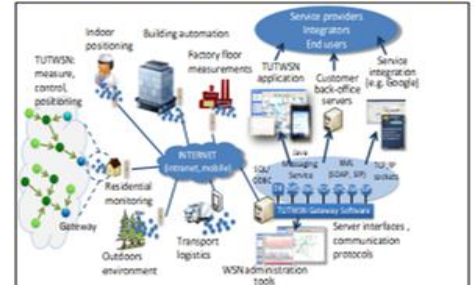 Service providers
Integrators
End users
Indoor
positioning
Building automation
Factory floor
measurements
TUTWSN:
measure,
control,
positioning
TUTWSN
application
Customer
back-office
servers
Service
integration
(e.g. Google)
INTERNET
(intranet, mobile)
SQL/
ODBC
Java
Messaging
Service
XML
(SOAP, SIP)
TCP/IP
sockets
Residential
monitoring
Gateway
TUTWSN Gateway Software
Outdoors
environment
Transport
logistics
Server interfaces,
communication
protocols
WSN administration
tools